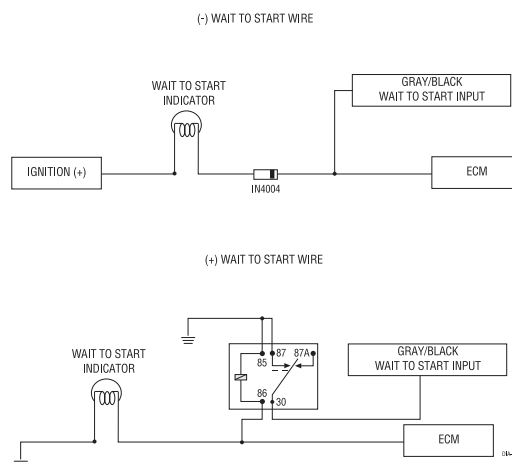 (-) WAIT TO START WIRE
WAIT TO START
INDICATOR
GRAY/BLACK
WAIT TO START INPUT
IGNITION (+)
IN4004
ECM
(+) WAIT TO START WIRE
87
87A
85
86
30
WAIT TO START
INDICATOR
GRAY/BLACK
WAIT TO START INPUT
ECM